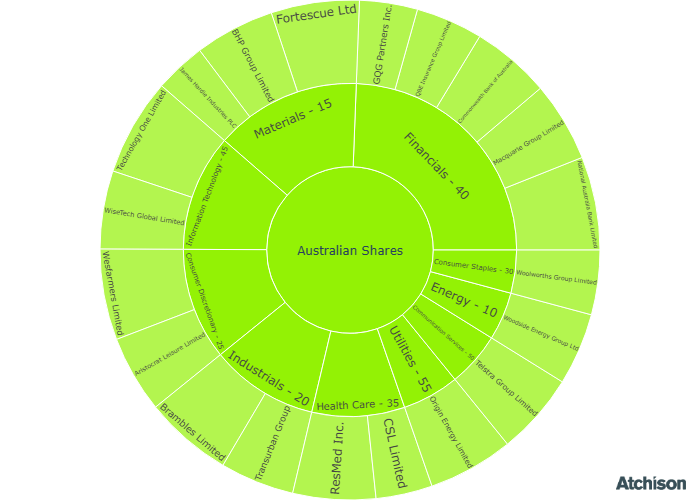 Australian Shares
Financials - 40
National Australia Bank Limited
Macquarie Group Limited
Commonwealth Bank of Australia
QBE Insurance Group Limited
GQG Partners Inc.
Materials - 15
Fortescue Ltd
BHP Group Limited
James Hardie Industries PLC
Information Technology - 45
Technology One Limited
WiseTech Global Limited
Consumer Discretionary - 25
Wesfarmers Limited
Aristocrat Leisure Limited
Industrials - 20
Brambles Limited
Transurban Group
Health Care - 35
ResMed Inc.
CSL Limited
Utilities - 55
Origin Energy Limited
Communication Services - 50
Telstra Group Limited
Energy - 10
Woodside Energy Group Ltd
Consumer Staples - 30
Woolworths Group Limited
Atchison